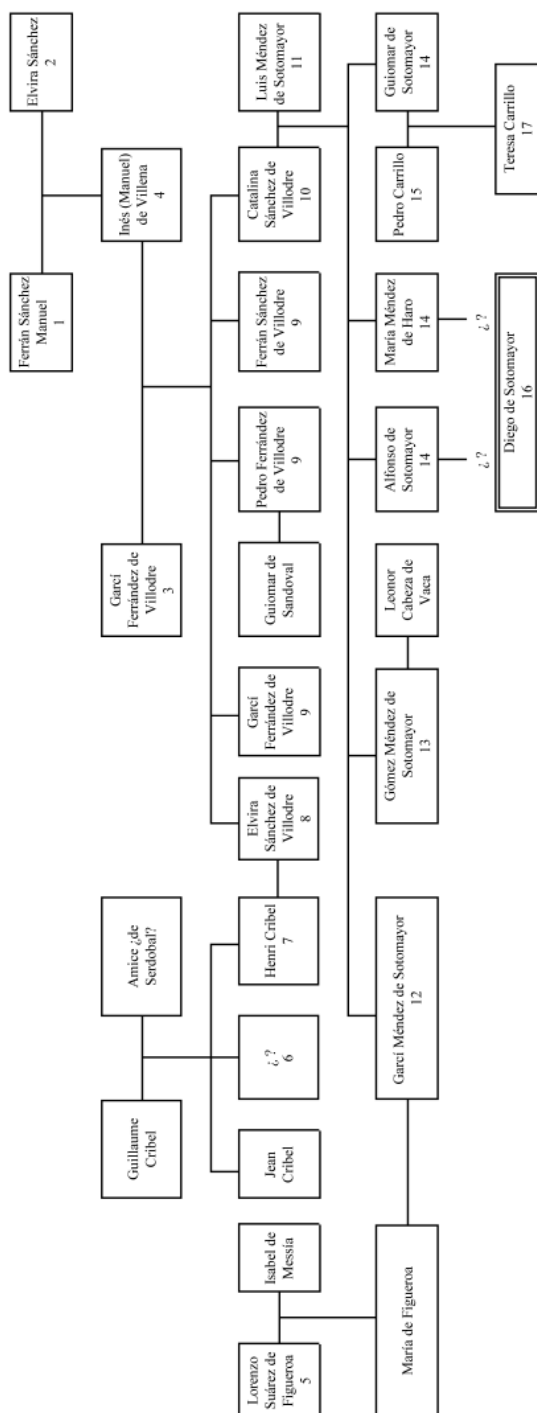 Ferrán Sánchez
Manuel
1
Elvira Sánchez
2
Guillaume
Cribel
Amice ¿de
Serdobal?
Garcí
Ferrández de
Villodre
3
Inés (Manuel)
de Villena
4
Lorenzo
Suárez de
Figueroa
5
Isabel de
Messía
Jean
Cribel
¿ ?
6
Henri Cribel
7
Elvira
Sánchez de
Villodre
8
Garcí
Ferrández de
Villodre
9
Guiomar de
Sandoval
Pedro Ferrández
de Villodre
9
Ferrán Sánchez
de Villodre
9
Catalina
Sánchez de
Villodre
10
Luis Méndez
de Sotomayor
11
María de Figueroa
Garcí Méndez de Sotomayor
12
Gómez Méndez de
Sotomayor
13
Leonor
Cabeza de
Vaca
Alfonso de
Sotomayor
14
María Méndez
de Haro
14
Pedro Carrillo
15
Guiomar de
Sotomayor
14
¿ ?
¿ ?
Diego de Sotomayor
16
Teresa Carrillo
17